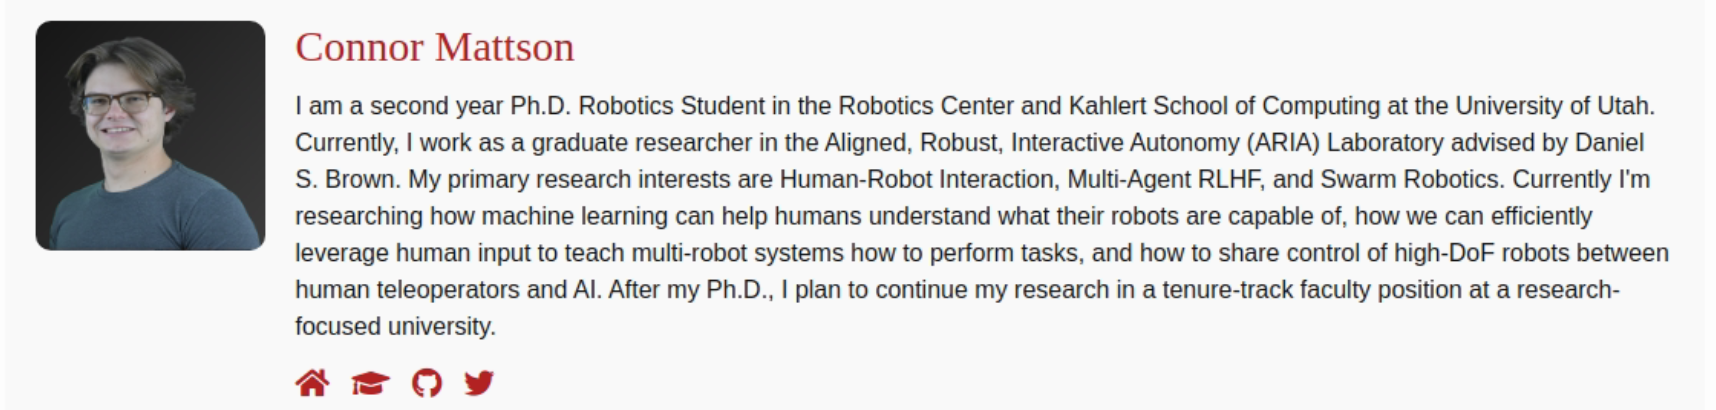 Connor Mattson
I am a second year Ph.D. Robotics Student in the Robotics Center and Kahlert School of Computing at the University of Utah.
Currently, I work as a graduate researcher in the Aligned, Robust, Interactive Autonomy (ARIA) Laboratory advised by Daniel
S. Brown. My primary research interests are Human-Robot Interaction, Multi-Agent RLHF, and Swarm Robotics. Currently I'm
researching how machine learning can help humans understand what their robots are capable of, how we can efficiently
leverage human input to teach multi-robot systems how to perform tasks, and how to share control of high-DoF robots between
human teleoperators and AI. After my Ph.D., I plan to continue my research in a tenure-track faculty position at a research-
focused university.